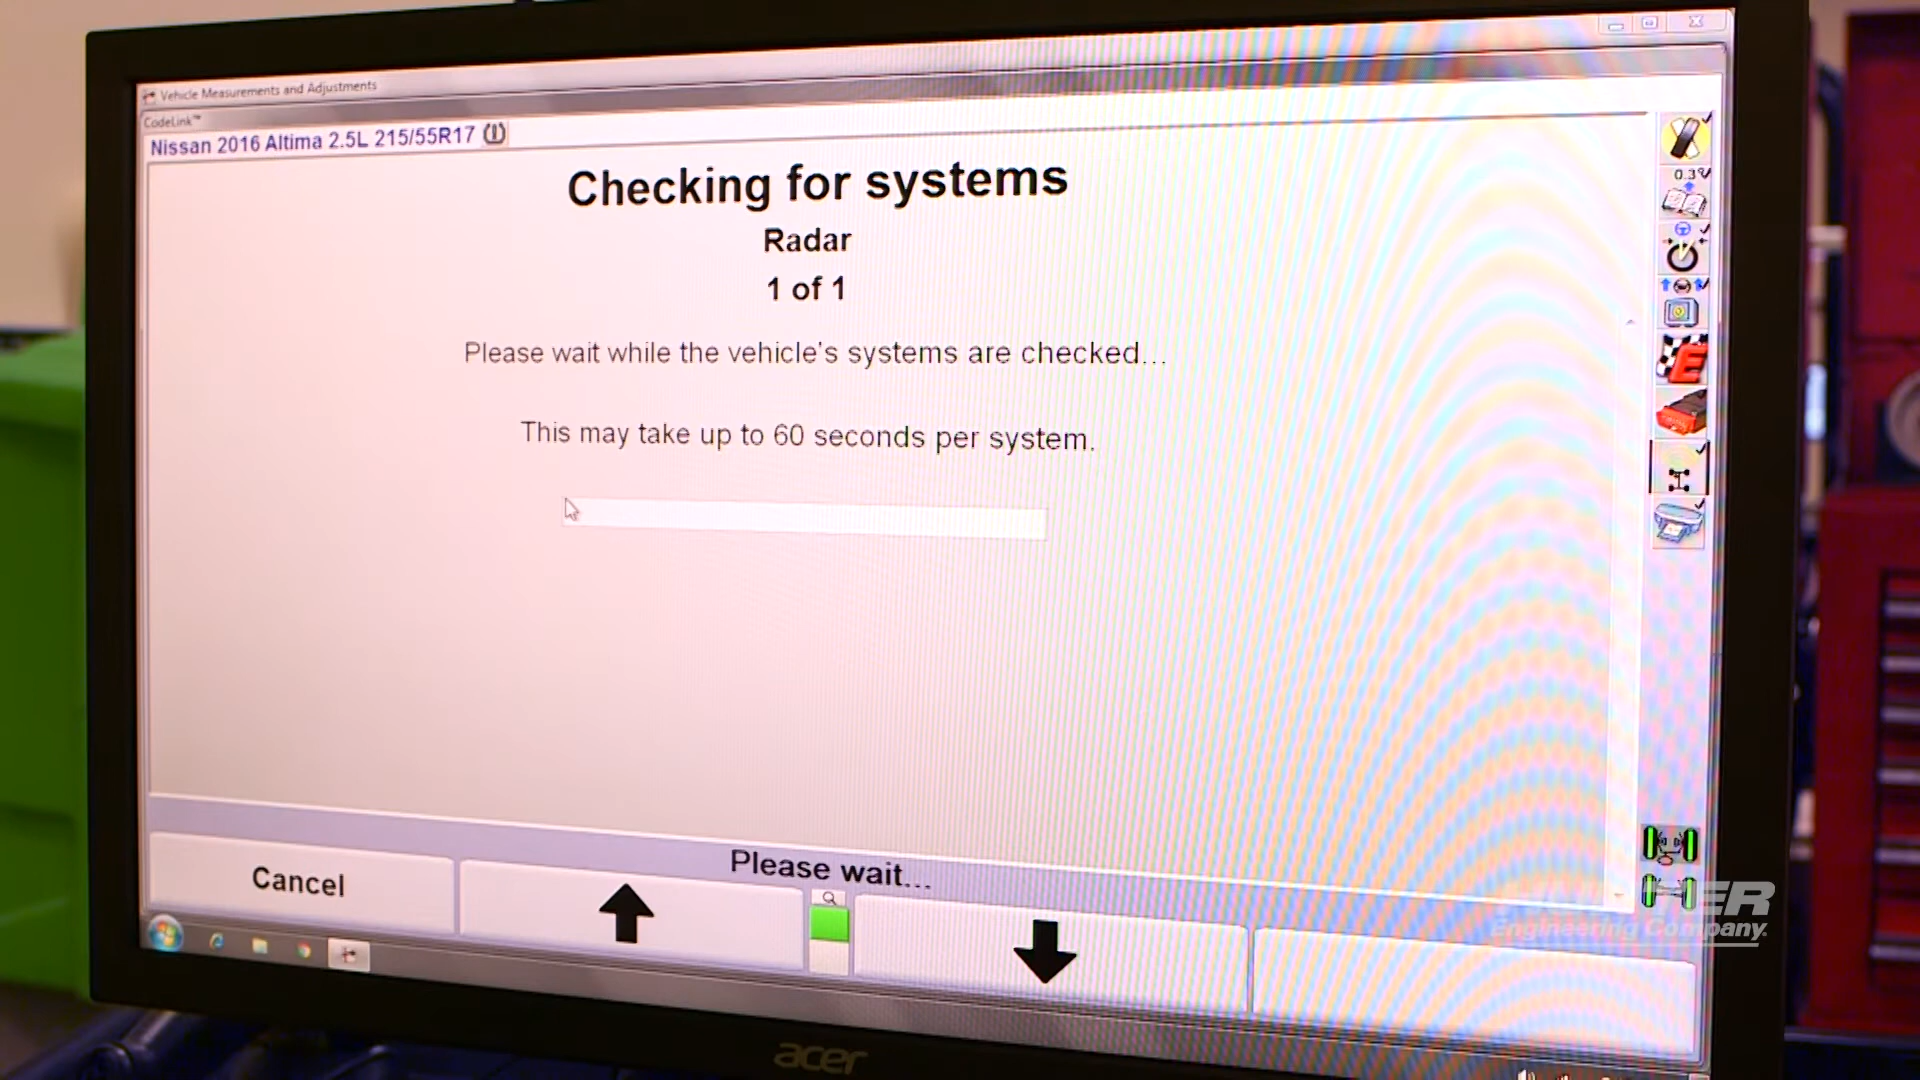 Vehicle Measurements and Adjustments
CodeLink™
Nissan 2016 Altima 2.5L 215/55R17
Checking for systems
Radar
1 of 1
Please wait while the vehicle's systems are checked...
This may take up to 60 seconds per system.
0.3
E
Please wait...
Cancel
Engineering Company.
acer